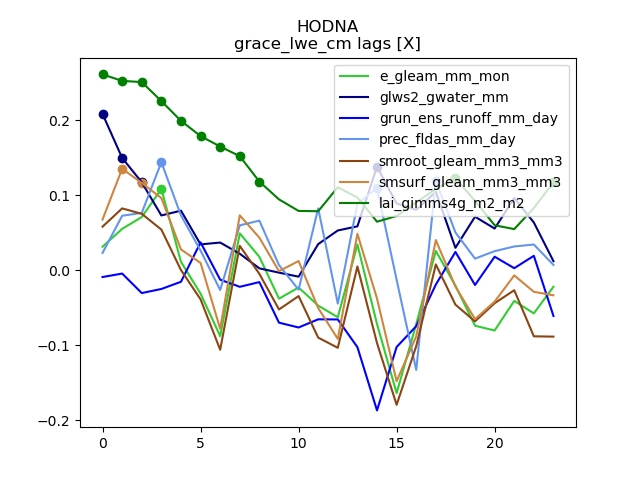 HODNA
grace_lwe_cm lags [X]
e_gleam_mm_mon
glws2_gwater_mm
grun_ens_runoff_mm_day
prec_fldas_mm_day
smroot_gleam_mm3_mm3
smsurf_gleam_mm3_mm3
lai_gimms4g_m2_m2
0.2
0.1
0.0
−0.1
−0.2
0 5 10 15 20